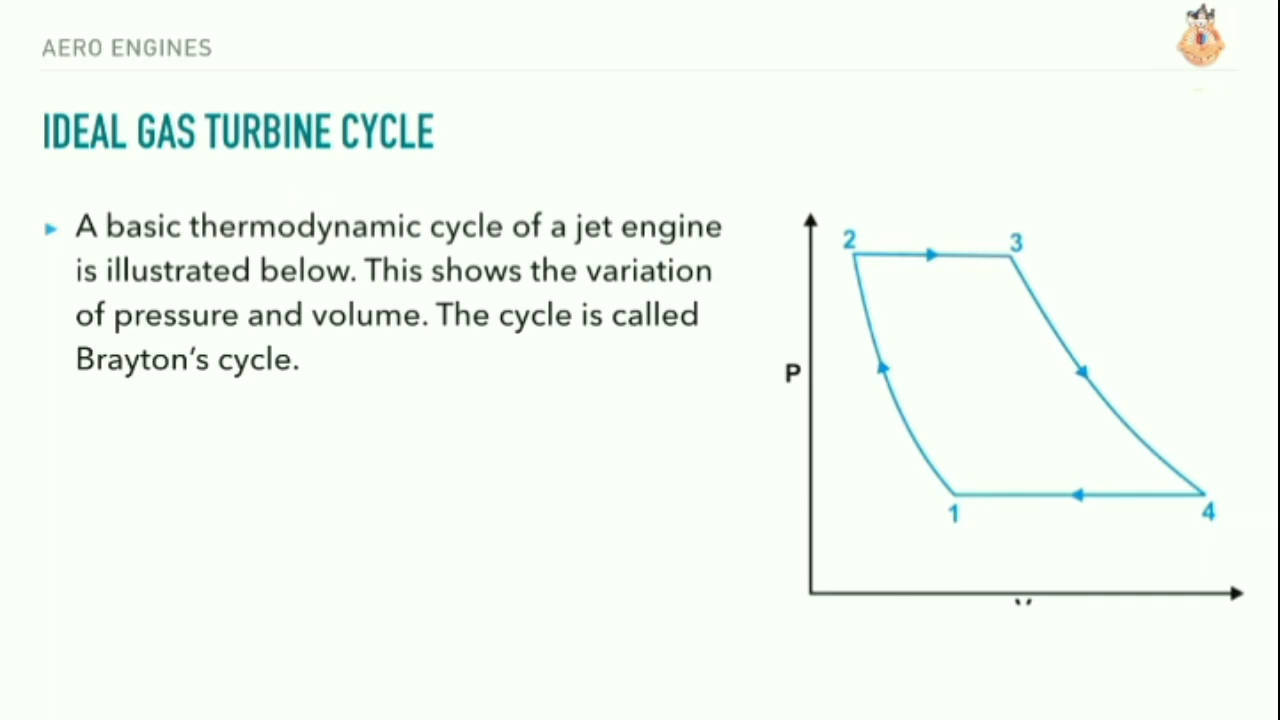 AERO ENGINES
IDEAL GAS TURBINE CYCLE
A basic thermodynamic cycle of a jet engine
is illustrated below. This shows the variation
of pressure and volume. The cycle is called
Brayton's cycle.
2
3
P
1
4